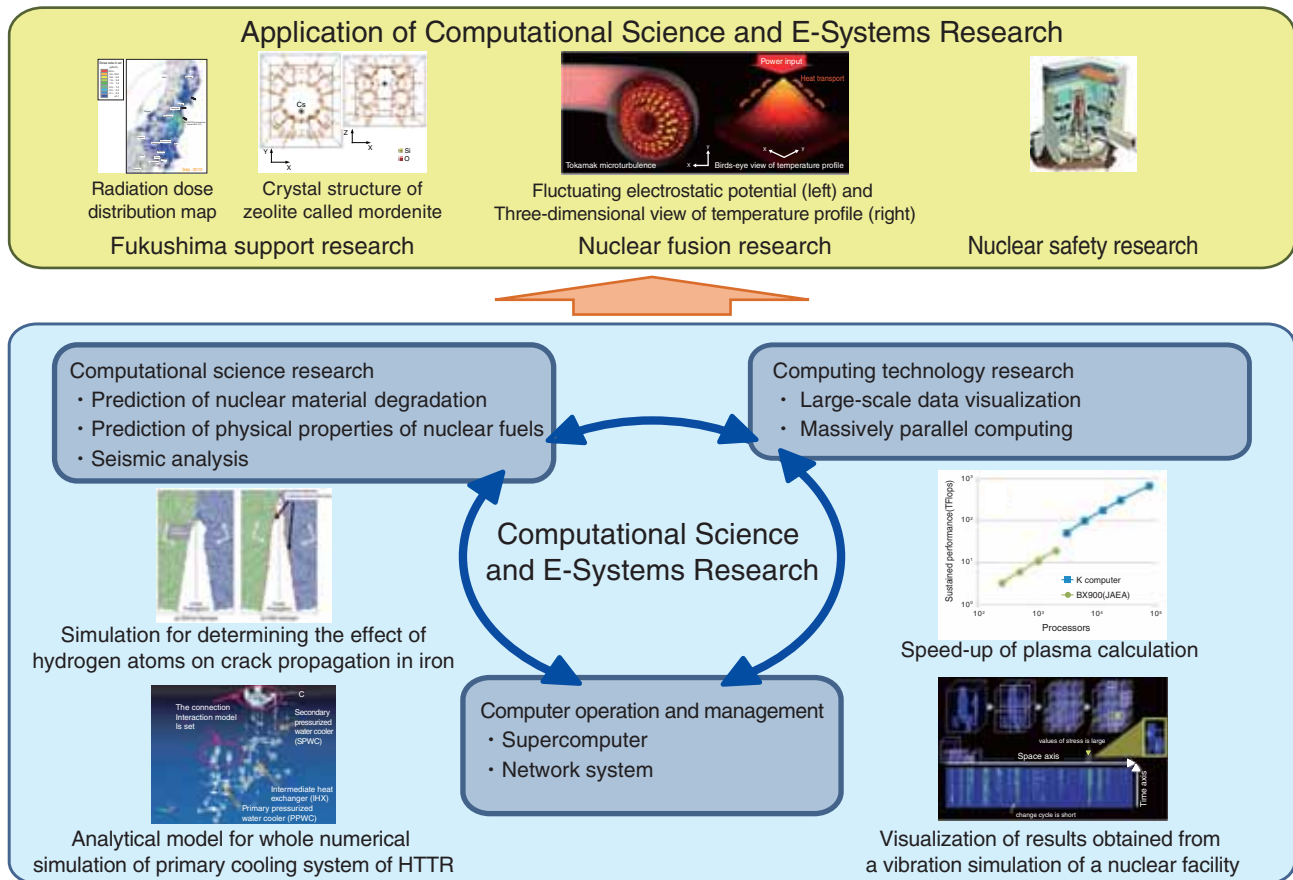 Application of Computational Science and E-Systems Research
Cs
Y
X
Z
X
Si
O
Power input
Heat transport
Tokamak microturbulence
X
Y
X
Y
Birds-eye view of temperature profile
Radiation dose
distribution map
Crystal structure of
zeolite called mordenite
Fluctuating electrostatic potential (left) and
Three-dimensional view of temperature profile (right)
Fukushima support research
Nuclear fusion research
Nuclear safety research
Computational science research
・Prediction of nuclear material degradation
・Prediction of physical properties of nuclear fuels
・Seismic analysis
Computing technology research
・Large-scale data visualization
・Massively parallel computing
Computational Science
and E-Systems Research
Simulation for determining the effect of
hydrogen atoms on crack propagation in iron
Sustained performance(TFlops)
10³
10²
10¹
10⁰
K computer
BX900(JAEA)
10² 10³ 10⁴ 10⁵
Processors
Speed-up of plasma calculation
Computer operation and management
・Supercomputer
・Network system
The connection
Interaction model
Is set
C
Secondary
pressurized
water cooler
(SPWC)
Intermediate heat
exchanger (IHX)
Primary pressurized
water cooler (PPWC)
Analytical model for whole numerical
simulation of primary cooling system of HTTR
values of stress is large
Space axis
Time axis
change cycle is short
Visualization of results obtained from
a vibration simulation of a nuclear facility